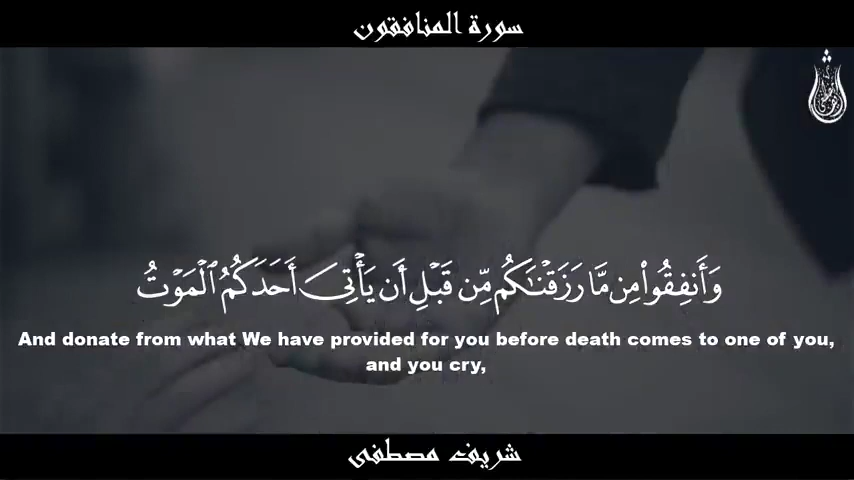 سورة المنافقون
وَأَنفِقُوا۟ مِن مَّا رَزَقْنَـٰكُم مِّن قَبْلِ أَن يَأْتِىَ أَحَدَكُمُ ٱلْمَوْتُ
And donate from what We have provided for you before death comes to one of you,
and you cry,
شريف مصطفى